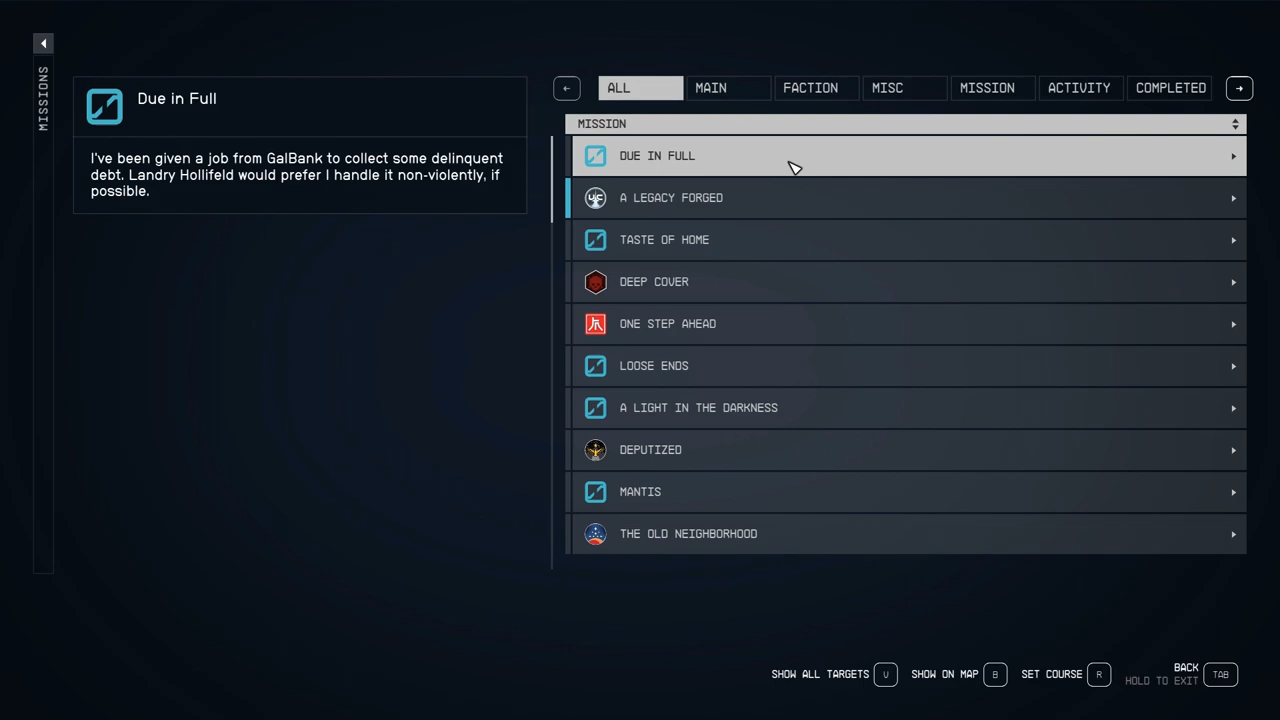 MISSIONS
Due in Full
I've been given a job from GalBank to collect some delinquent
debt. Landry Hollifeld would prefer I handle it non-violently, if
possible.
ALL
MAIN
FACTION
MISC
MISSION
ACTIVITY
COMPLETED
MISSION
DUE IN FULL
A LEGACY FORGED
TASTE OF HOME
DEEP COVER
ONE STEP AHEAD
LOOSE ENDS
A LIGHT IN THE DARKNESS
DEPUTIZED
MANTIS
THE OLD NEIGHBORHOOD
SHOW ALL TARGETS V
SHOW ON MAP B
SET COURSE R
BACK
HOLD TO EXIT
TAB